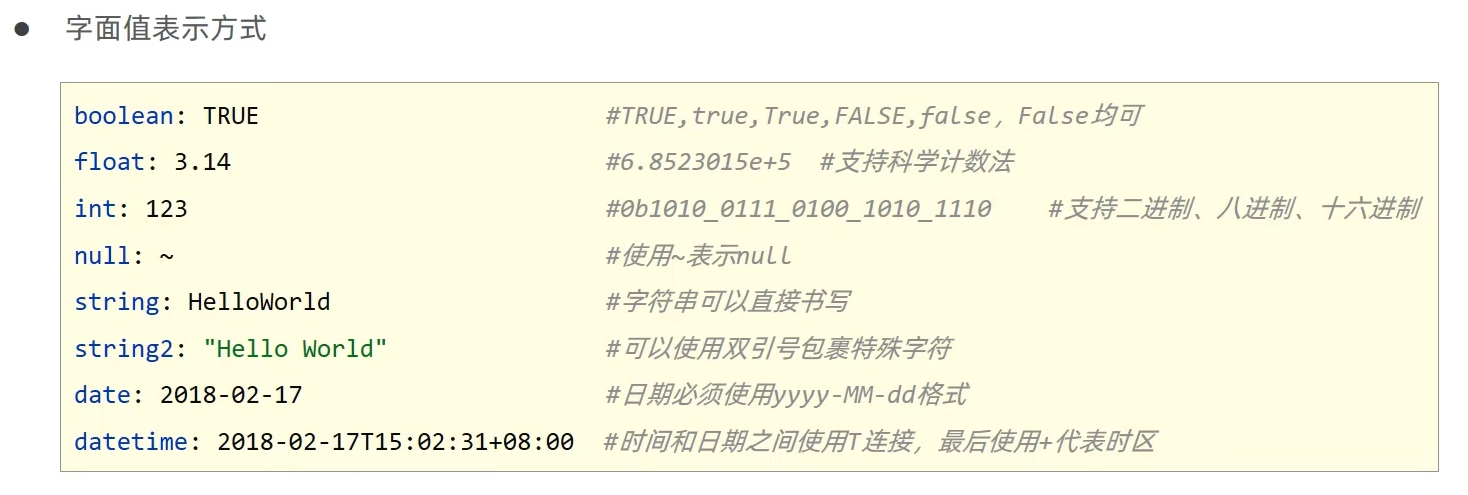 ● 字面值表示方式
boolean: TRUE #TRUE,true,True,FALSE,false，False均可
float: 3.14 #6.8523015e+5 #支持科学计数法
int: 123 #0b1010_0111_0100_1010_1110 #支持二进制、八进制、十六进制
null: ~ #使用~表示null
string: HelloWorld #字符串可以直接书写
string2: "Hello World" #可以使用双引号包裹特殊字符
date: 2018-02-17 #日期必须使用yyyy-MM-dd格式
datetime: 2018-02-17T15:02:31+08:00 #时间和日期之间使用T连接，最后使用+代表时区